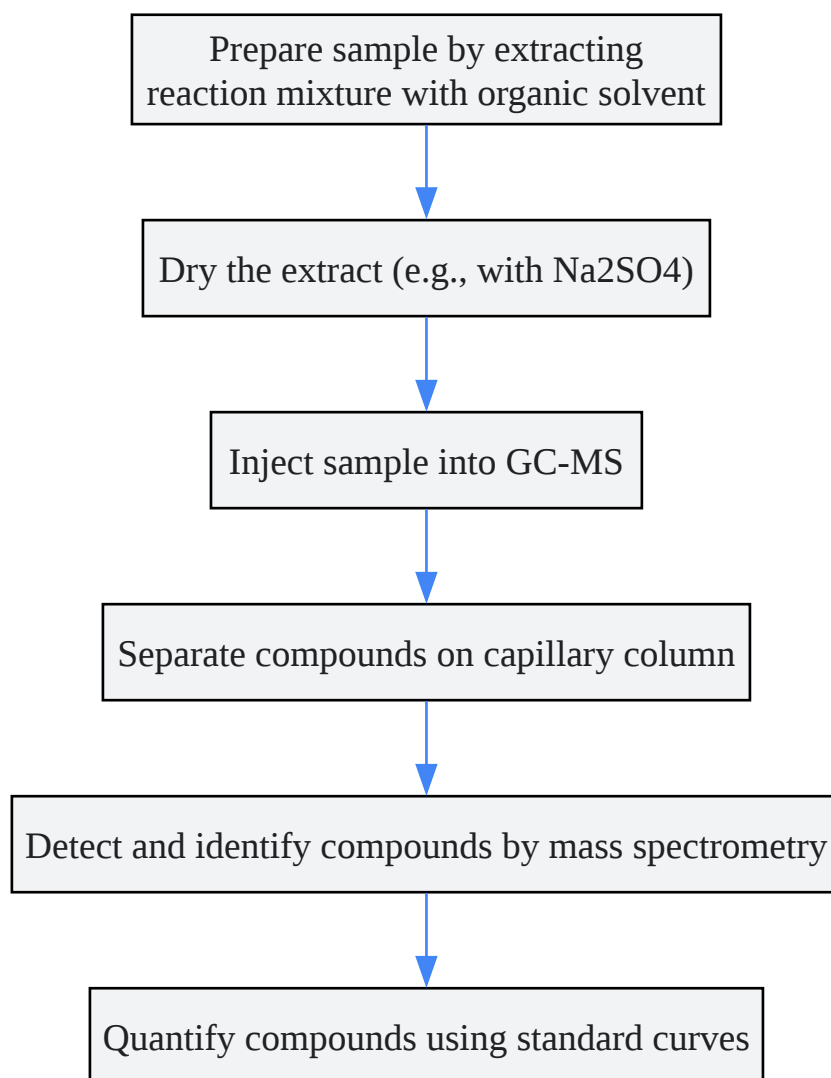 Prepare sample by extracting
reaction mixture with organic solvent
Dry the extract (e.g., with Na2SO4)
Inject sample into GC-MS
Separate compounds on capillary column
Detect and identify compounds by mass spectrometry
Quantify compounds using standard curves